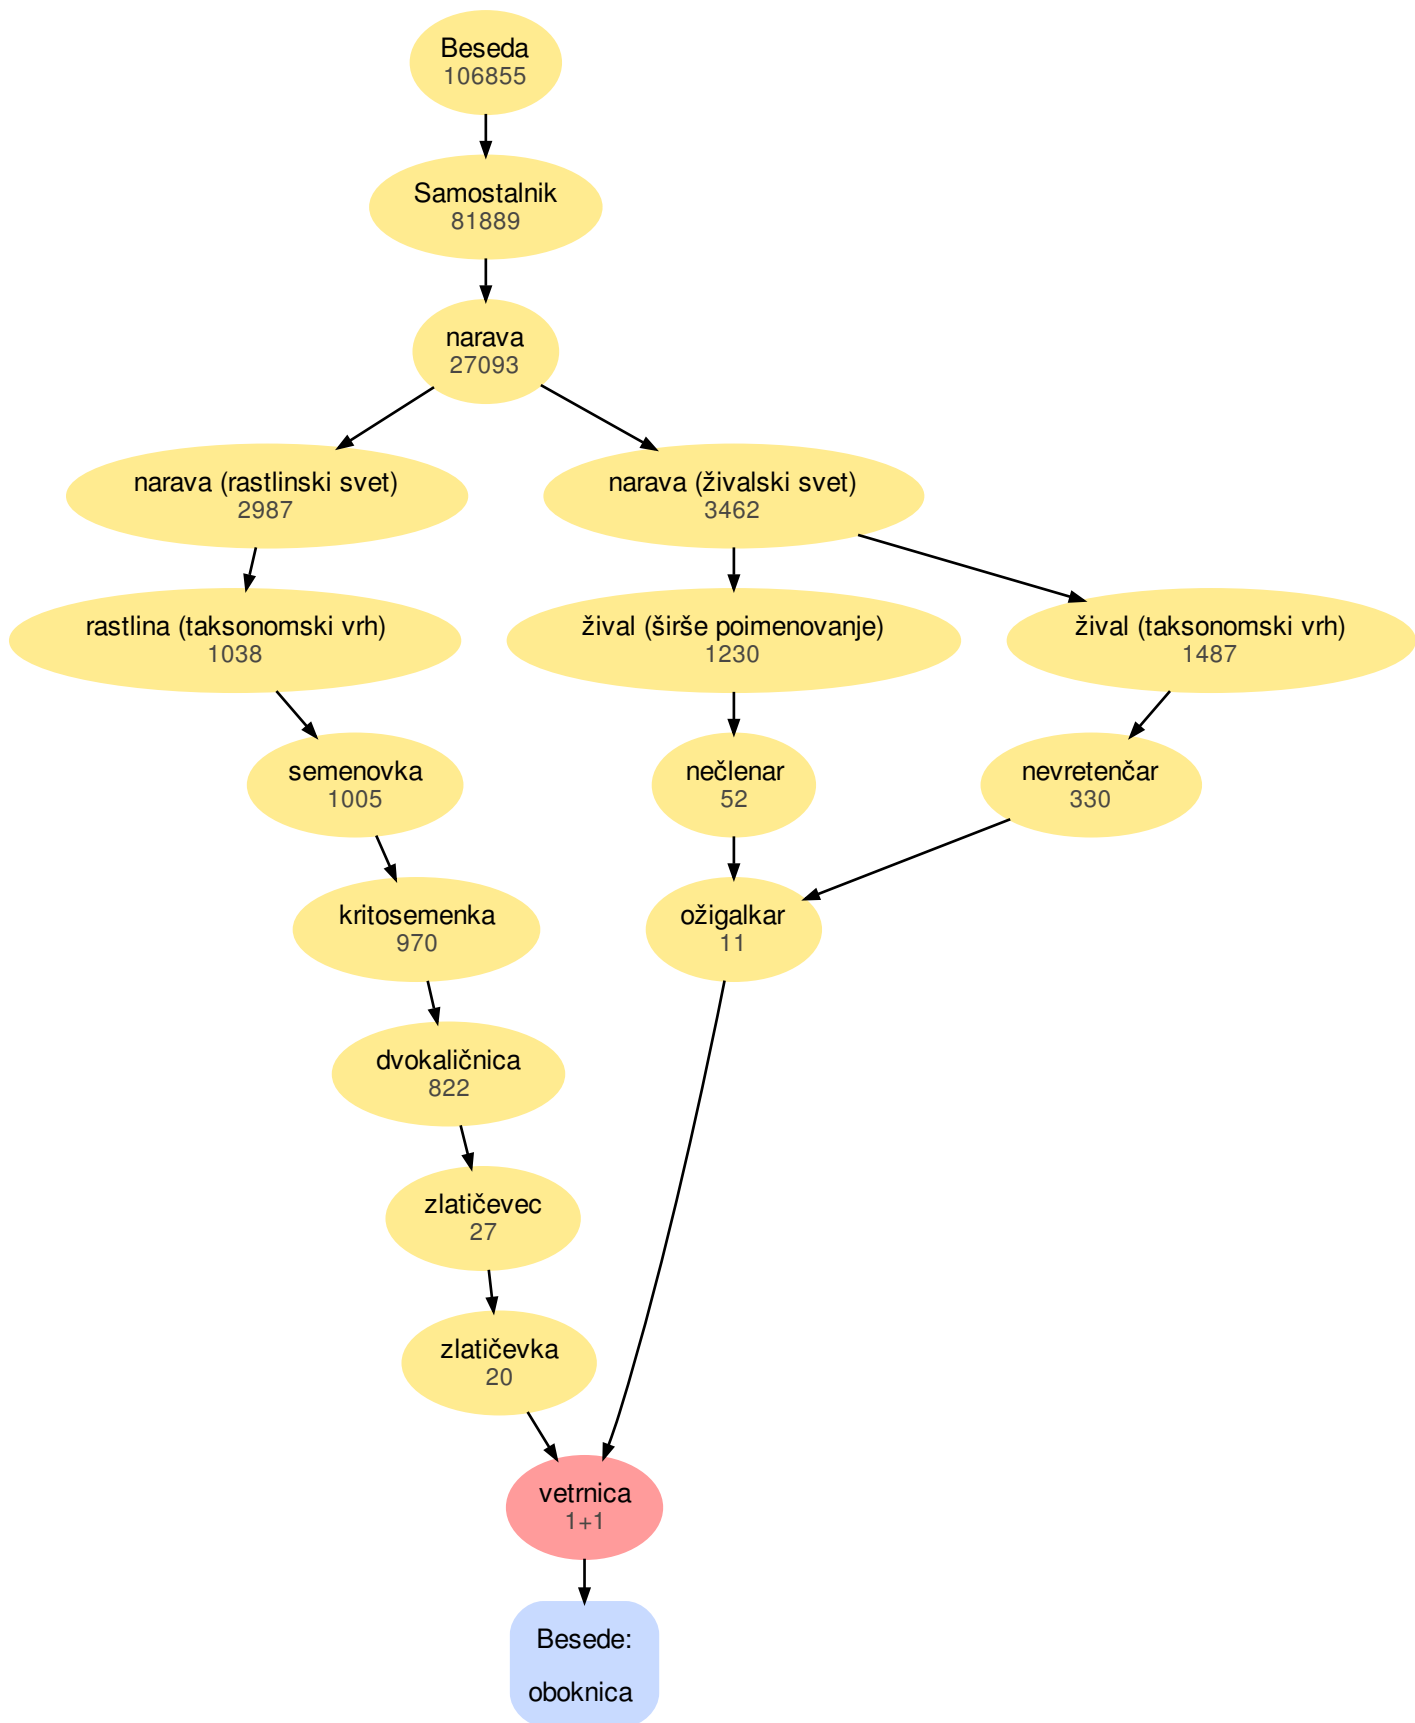 Beseda
106855
Samostalnik
81889
narava
27093
narava (rastlinski svet)
2987
narava (živalski svet)
3462
rastlina (taksonomski vrh)
1038
žival (širše poimenovanje)
1230
žival (taksonomski vrh)
1487
semenovka
1005
nečlenar
52
nevretenčar
330
kritosemenka
970
ožigalkar
11
dvokaličnica
822
zlatičevec
27
zlatičevka
20
vetrnica
1+1
Besede:
oboknica